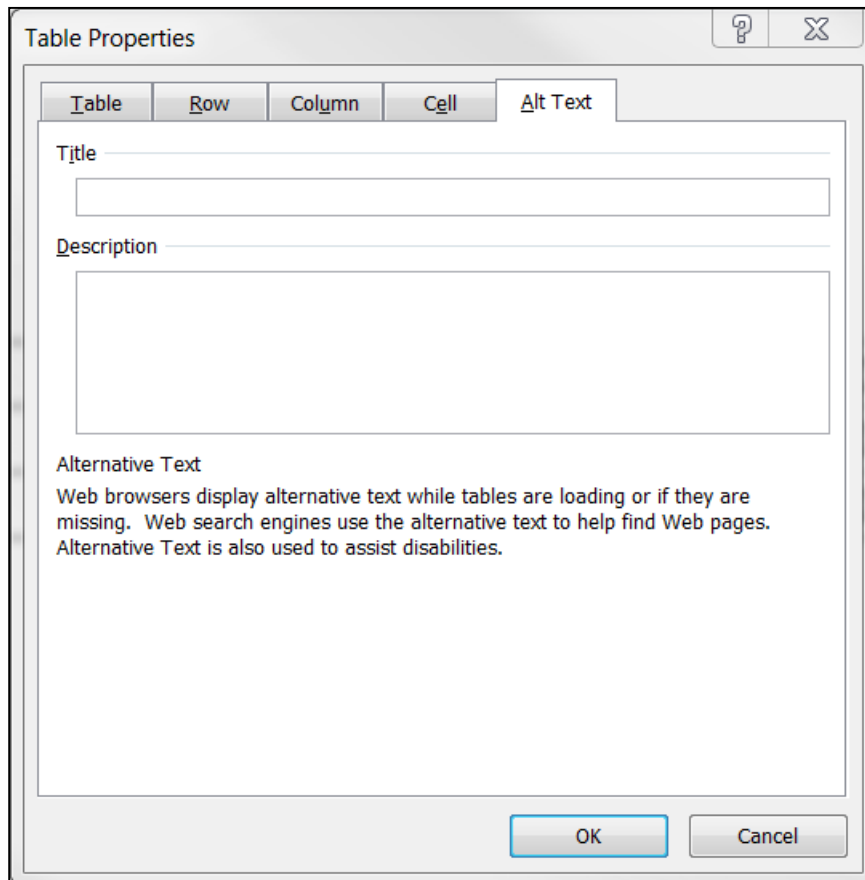 Table Properties
Table Row Column Cell Alt Text
Title
Description
Alternative Text
Web browsers display alternative text while tables are loading or if they are
missing.  Web search engines use the alternative text to help find Web pages.
Alternative Text is also used to assist disabilities.
OK Cancel